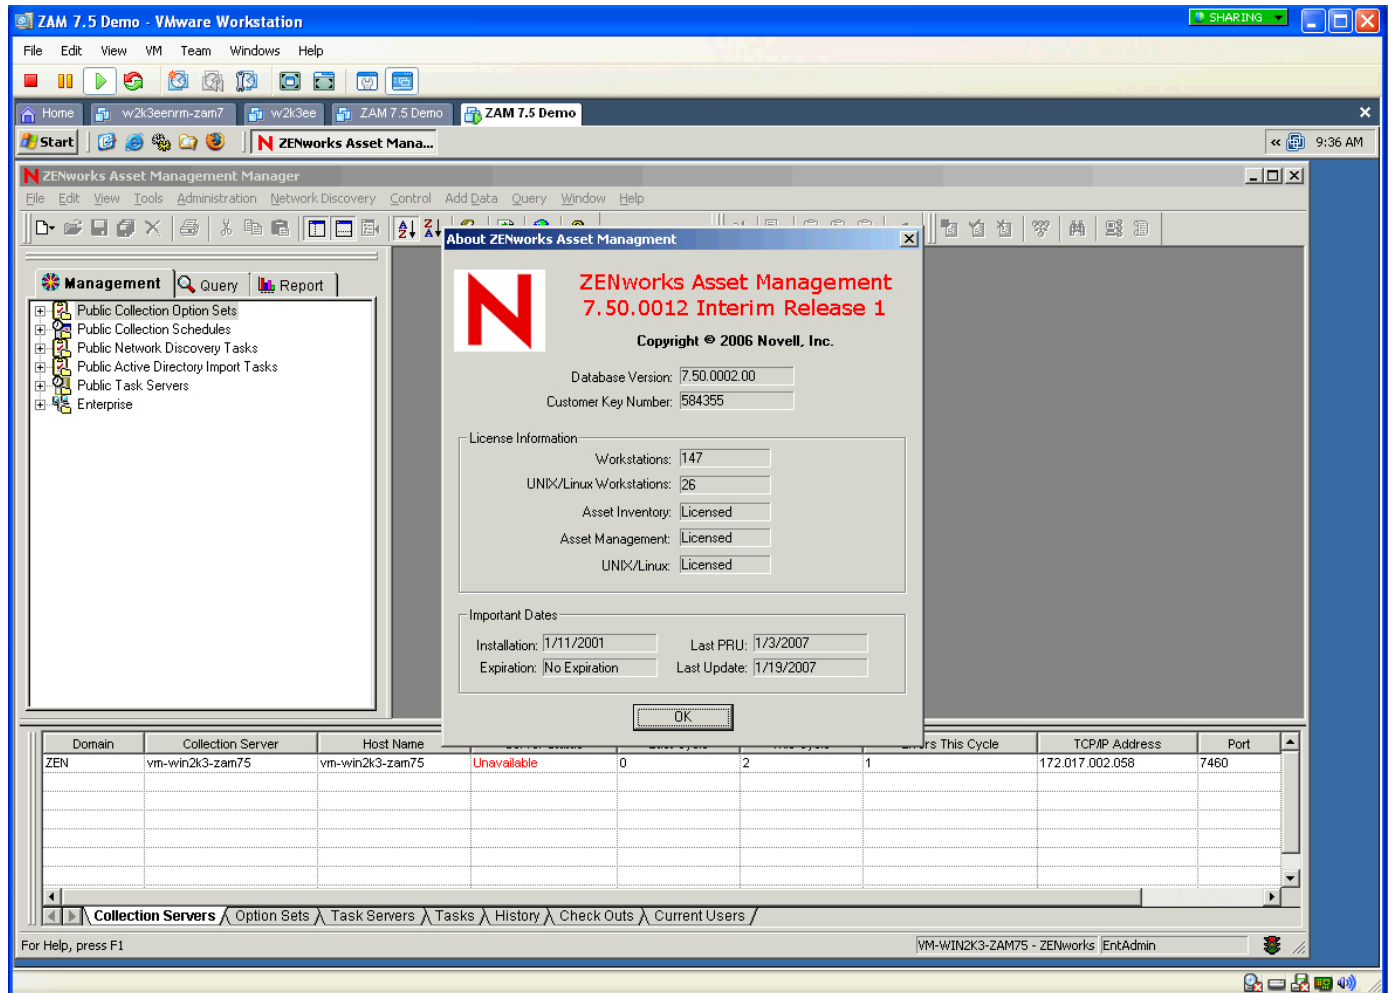 ZAM 7.5 Demo - VMware Workstation
SHARING
File Edit View VM Team Windows Help
Home w2k3eenrm-zam7 w2k3ee ZAM 7.5 Demo ZAM 7.5 Demo
Start ZENworks Asset Mana... « 9:36 AM
ZENworks Asset Management Manager
File Edit View Tools Administration Network Discovery Control Add Data Query Window Help
About ZENworks Asset Managment
Management Query Report
Public Collection Option Sets
Public Collection Schedules
Public Network Discovery Tasks
Public Active Directory Import Tasks
Public Task Servers
Enterprise
ZENworks Asset Management
7.50.0012 Interim Release 1
Copyright © 2006 Novell, Inc.
Database Version: 7.50.0002.00
Customer Key Number: 584355
License Information
Workstations: 147
UNIX/Linux Workstations: 26
Asset Inventory: Licensed
Asset Management: Licensed
UNIX/Linux: Licensed
Important Dates
Installation: 1/11/2001 Last PRU: 1/3/2007
Expiration: No Expiration Last Update: 1/19/2007
OK
Domain Collection Server Host Name This Cycle TCP/IP Address Port
ZEN vm-win2k3-zam75 vm-win2k3-zam75 Unavailable 0 2 1 172.017.002.058 7460
Collection Servers Option Sets Task Servers Tasks History Check Outs Current Users
For Help, press F1 VM-WIN2K3-ZAM75 - ZENworks EntAdmin